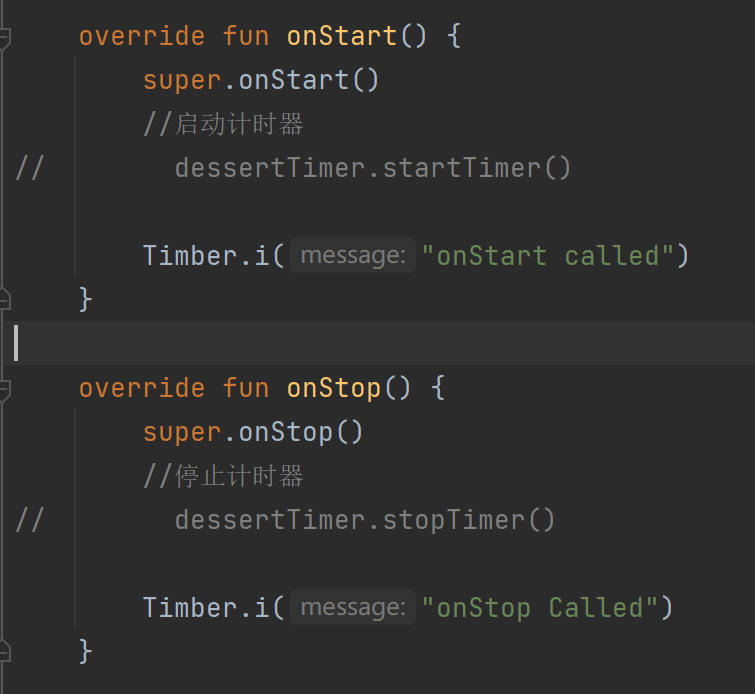 override fun onStart() {
super.onStart()
//启动计时器
// dessertTimer.startTimer()
Timber.i( message: "onStart called")
}
override fun onStop() {
super.onStop()
//停止计时器
// dessertTimer.stopTimer()
Timber.i( message: "onStop Called")
}